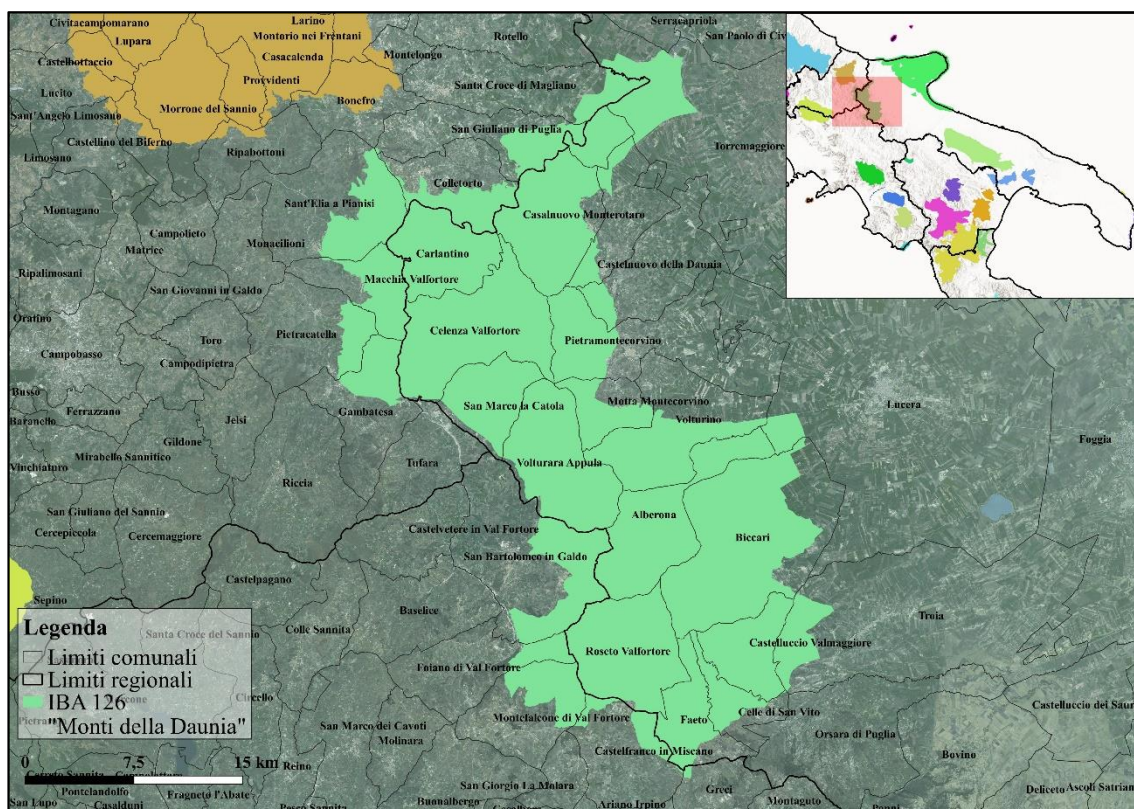 Civitacampomarano
Larino
Serracapriola
Lupara
Montorio nei Frentani
Rotello
San Paolo di Civ
Casacalenda
Montelongo
Castelbottaccio
Provvidenti
Santa Croce di Magliano
Lucito
Morrone del Sannio
Bonefro
Sant'Angelo Limosano
San Giuliano di Puglia
Castellino del Biferno
Torremaggiore
Limosano
Ripabottoni
Colletorto
Sant'Elia a Pianisi
Montagano
Casalnuovo Monterotaro
Campolieto
Monacilioni
Matrice
Carlantino
Castelnuovo della Daunia
Ripalimosani
Macchia Valfortore
San Giovanni in Galdo
Oratino
Celenza Valfortore
Toro
Pietracatella
Pietramontecorvino
Campobasso
Campodipietra
Busso
San Marco la Catola
Motta Montecorvino
Lucera
Ferrazzano
Gambatesa
Volturino
Baranello
Jelsi
Foggia
Gildone
Mirabello Sannitico
Vinchiaturo
Tufara
Volturara Appula
Riccia
San Giuliano del Sannio
Alberona
Castelvetere in Val Fortore
Cercepiccola
Cercemaggiore
Biccari
San Bartolomeo in Galdo
Castelpagano
Sepino
Baselice
Troia
Legenda
Santa Croce del Sannio
Colle Sannita
Castelluccio Valmaggiore
Limiti comunali
Roseto Valfortore
Limiti regionali
Foiano di Val Fortore
IBA 126
Circello
"Monti della Daunia"
Castelluccio dei Saur
Montefalcone di Val Fortore
Faeto
Celle di San Vito
San Marco dei Cavoti
Orsara di Puglia
Molinara
Castelfranco in Miscano
Bovino
0 7,5 15 km
Reino
San Giorgio La Molara
Greci
Deliceto
Ascoli Satrian
San Lupo
Pontelandolfo
Fragneto l'Abate
Buonalbergo
Ariano Irpino
Montaguto
Casalduni
Pesco Sannita